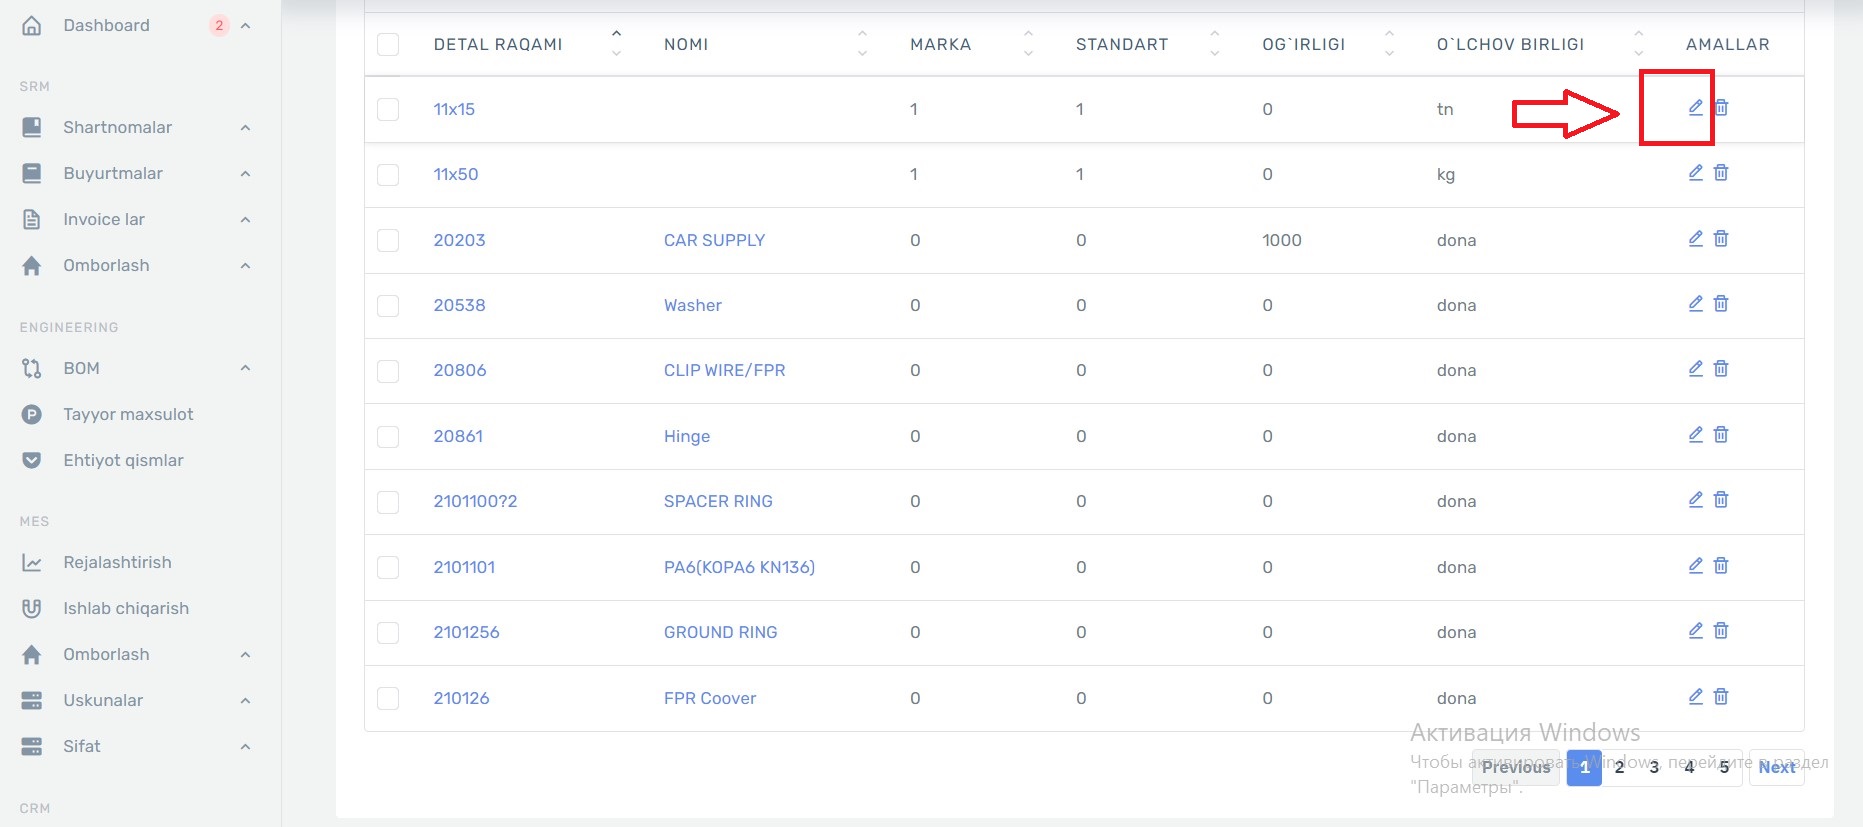 Dashboard 2
SRM
Shartnomalar
Buyurtmalar
Invoice lar
Omborlash
ENGINEERING
BOM
Tayyor maxsulot
Ehtiyot qismlar
MES
Rejalashtirish
Ishlab chiqarish
Omborlash
Uskunalar
Sifat
CRM
DETAL RAQAMI NOMI MARKA STANDART OG`IRLIGI O`LCHOV BIRLIGI AMALLAR
11x15 1 1 0 tn
11x50 1 1 0 kg
20203 CAR SUPPLY 0 0 1000 dona
20538 Washer 0 0 0 dona
20806 CLIP WIRE/FPR 0 0 0 dona
20861 Hinge 0 0 0 dona
2101100?2 SPACER RING 0 0 0 dona
2101101 PA6(KOPA6 KN136) 0 0 0 dona
2101256 GROUND RING 0 0 0 dona
210126 FPR Coover 0 0 0 dona
Previous 1 2 3 4 5 Next
Активация Windows
Чтобы активировать Windows, перейдите в раздел
"Параметры".